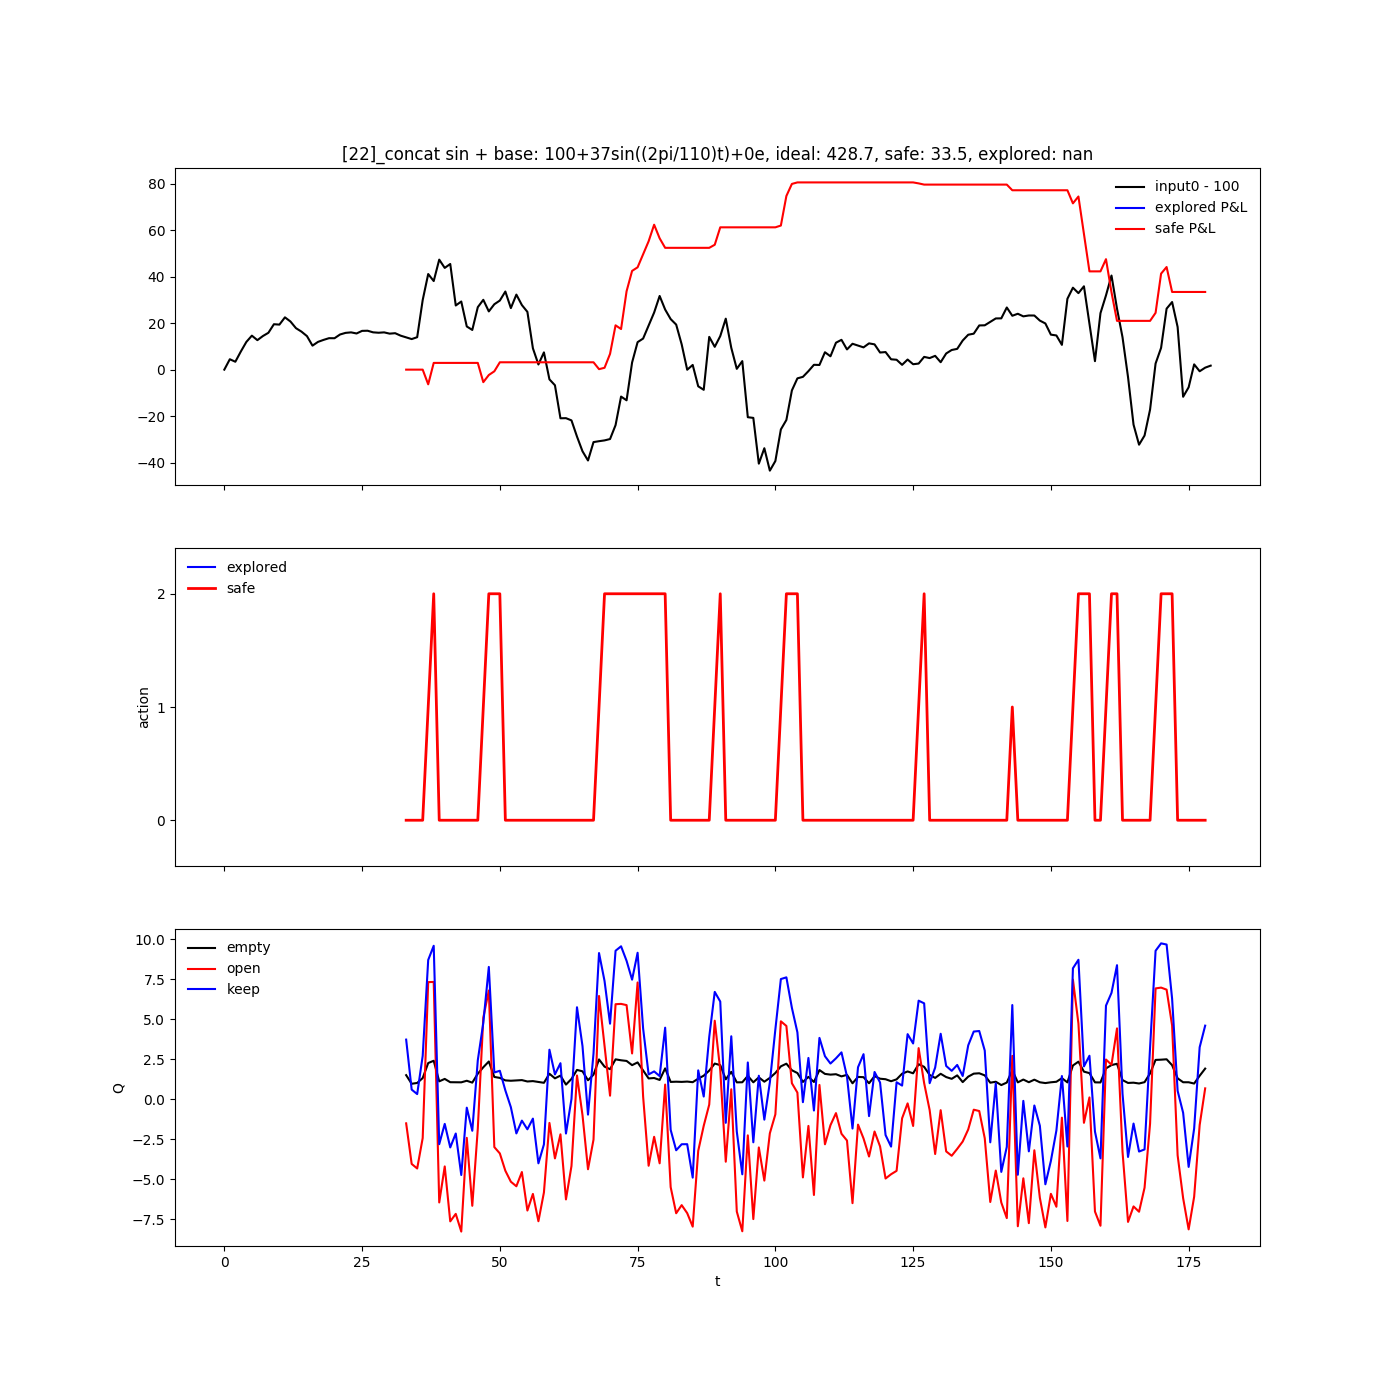 [22]_concat sin + base: 100+37sin((2pi/110)t)+0e, ideal: 428.7, safe: 33.5, explored: nan
80
60
40
20
0
−20
−40
input0 - 100
explored P&L
safe P&L
action
2
1
0
explored
safe
Q
10.0
7.5
5.0
2.5
0.0
−2.5
−5.0
−7.5
empty
open
keep
0 25 50 75 100 125 150 175
t